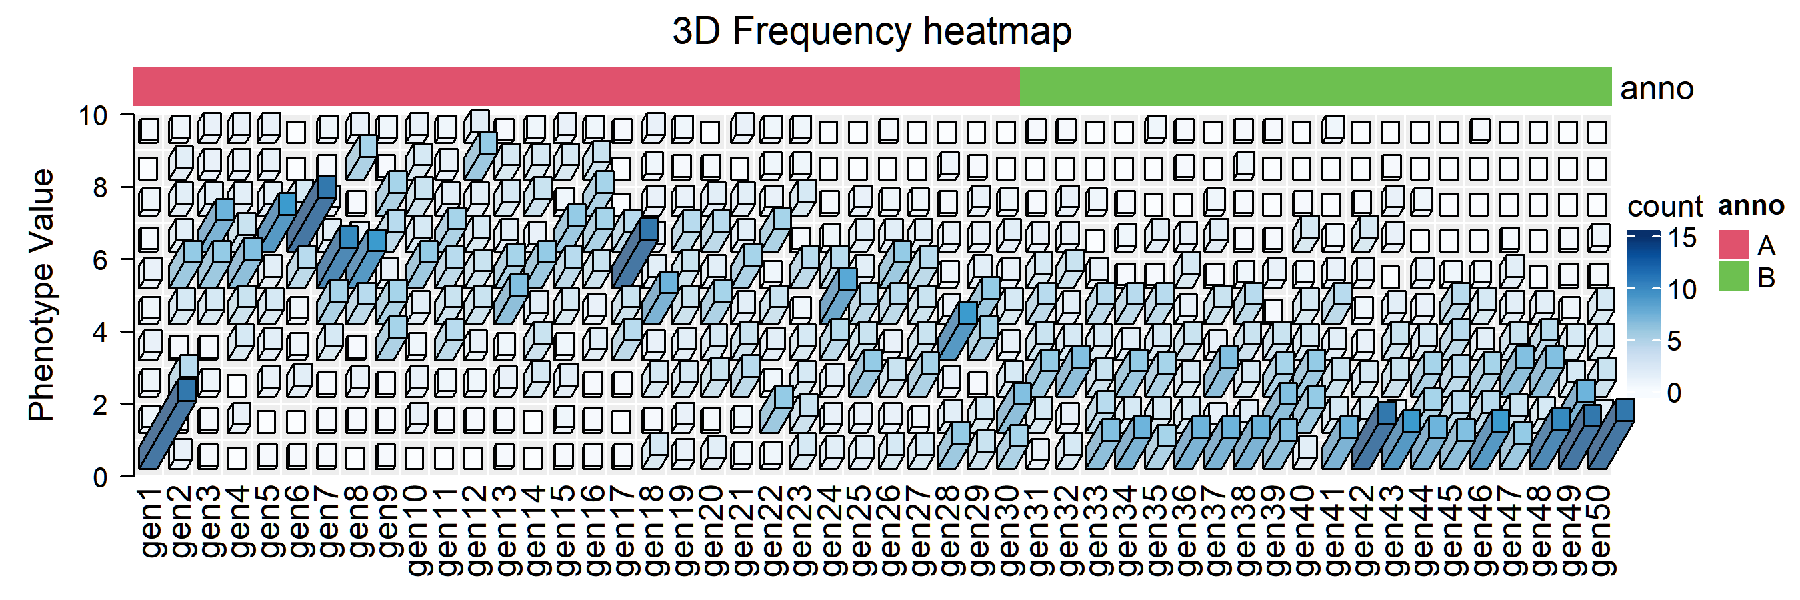 3D Frequency heatmap
anno
10
8
6
4
2
0
Phenotype Value
count
15
10
5
0
anno
A
B
gen1
gen2
gen3
gen4
gen5
gen6
gen7
gen8
gen9
gen10
gen11
gen12
gen13
gen14
gen15
gen16
gen17
gen18
gen19
gen20
gen21
gen22
gen23
gen24
gen25
gen26
gen27
gen28
gen29
gen30
gen31
gen32
gen33
gen34
gen35
gen36
gen37
gen38
gen39
gen40
gen41
gen42
gen43
gen44
gen45
gen46
gen47
gen48
gen49
gen50